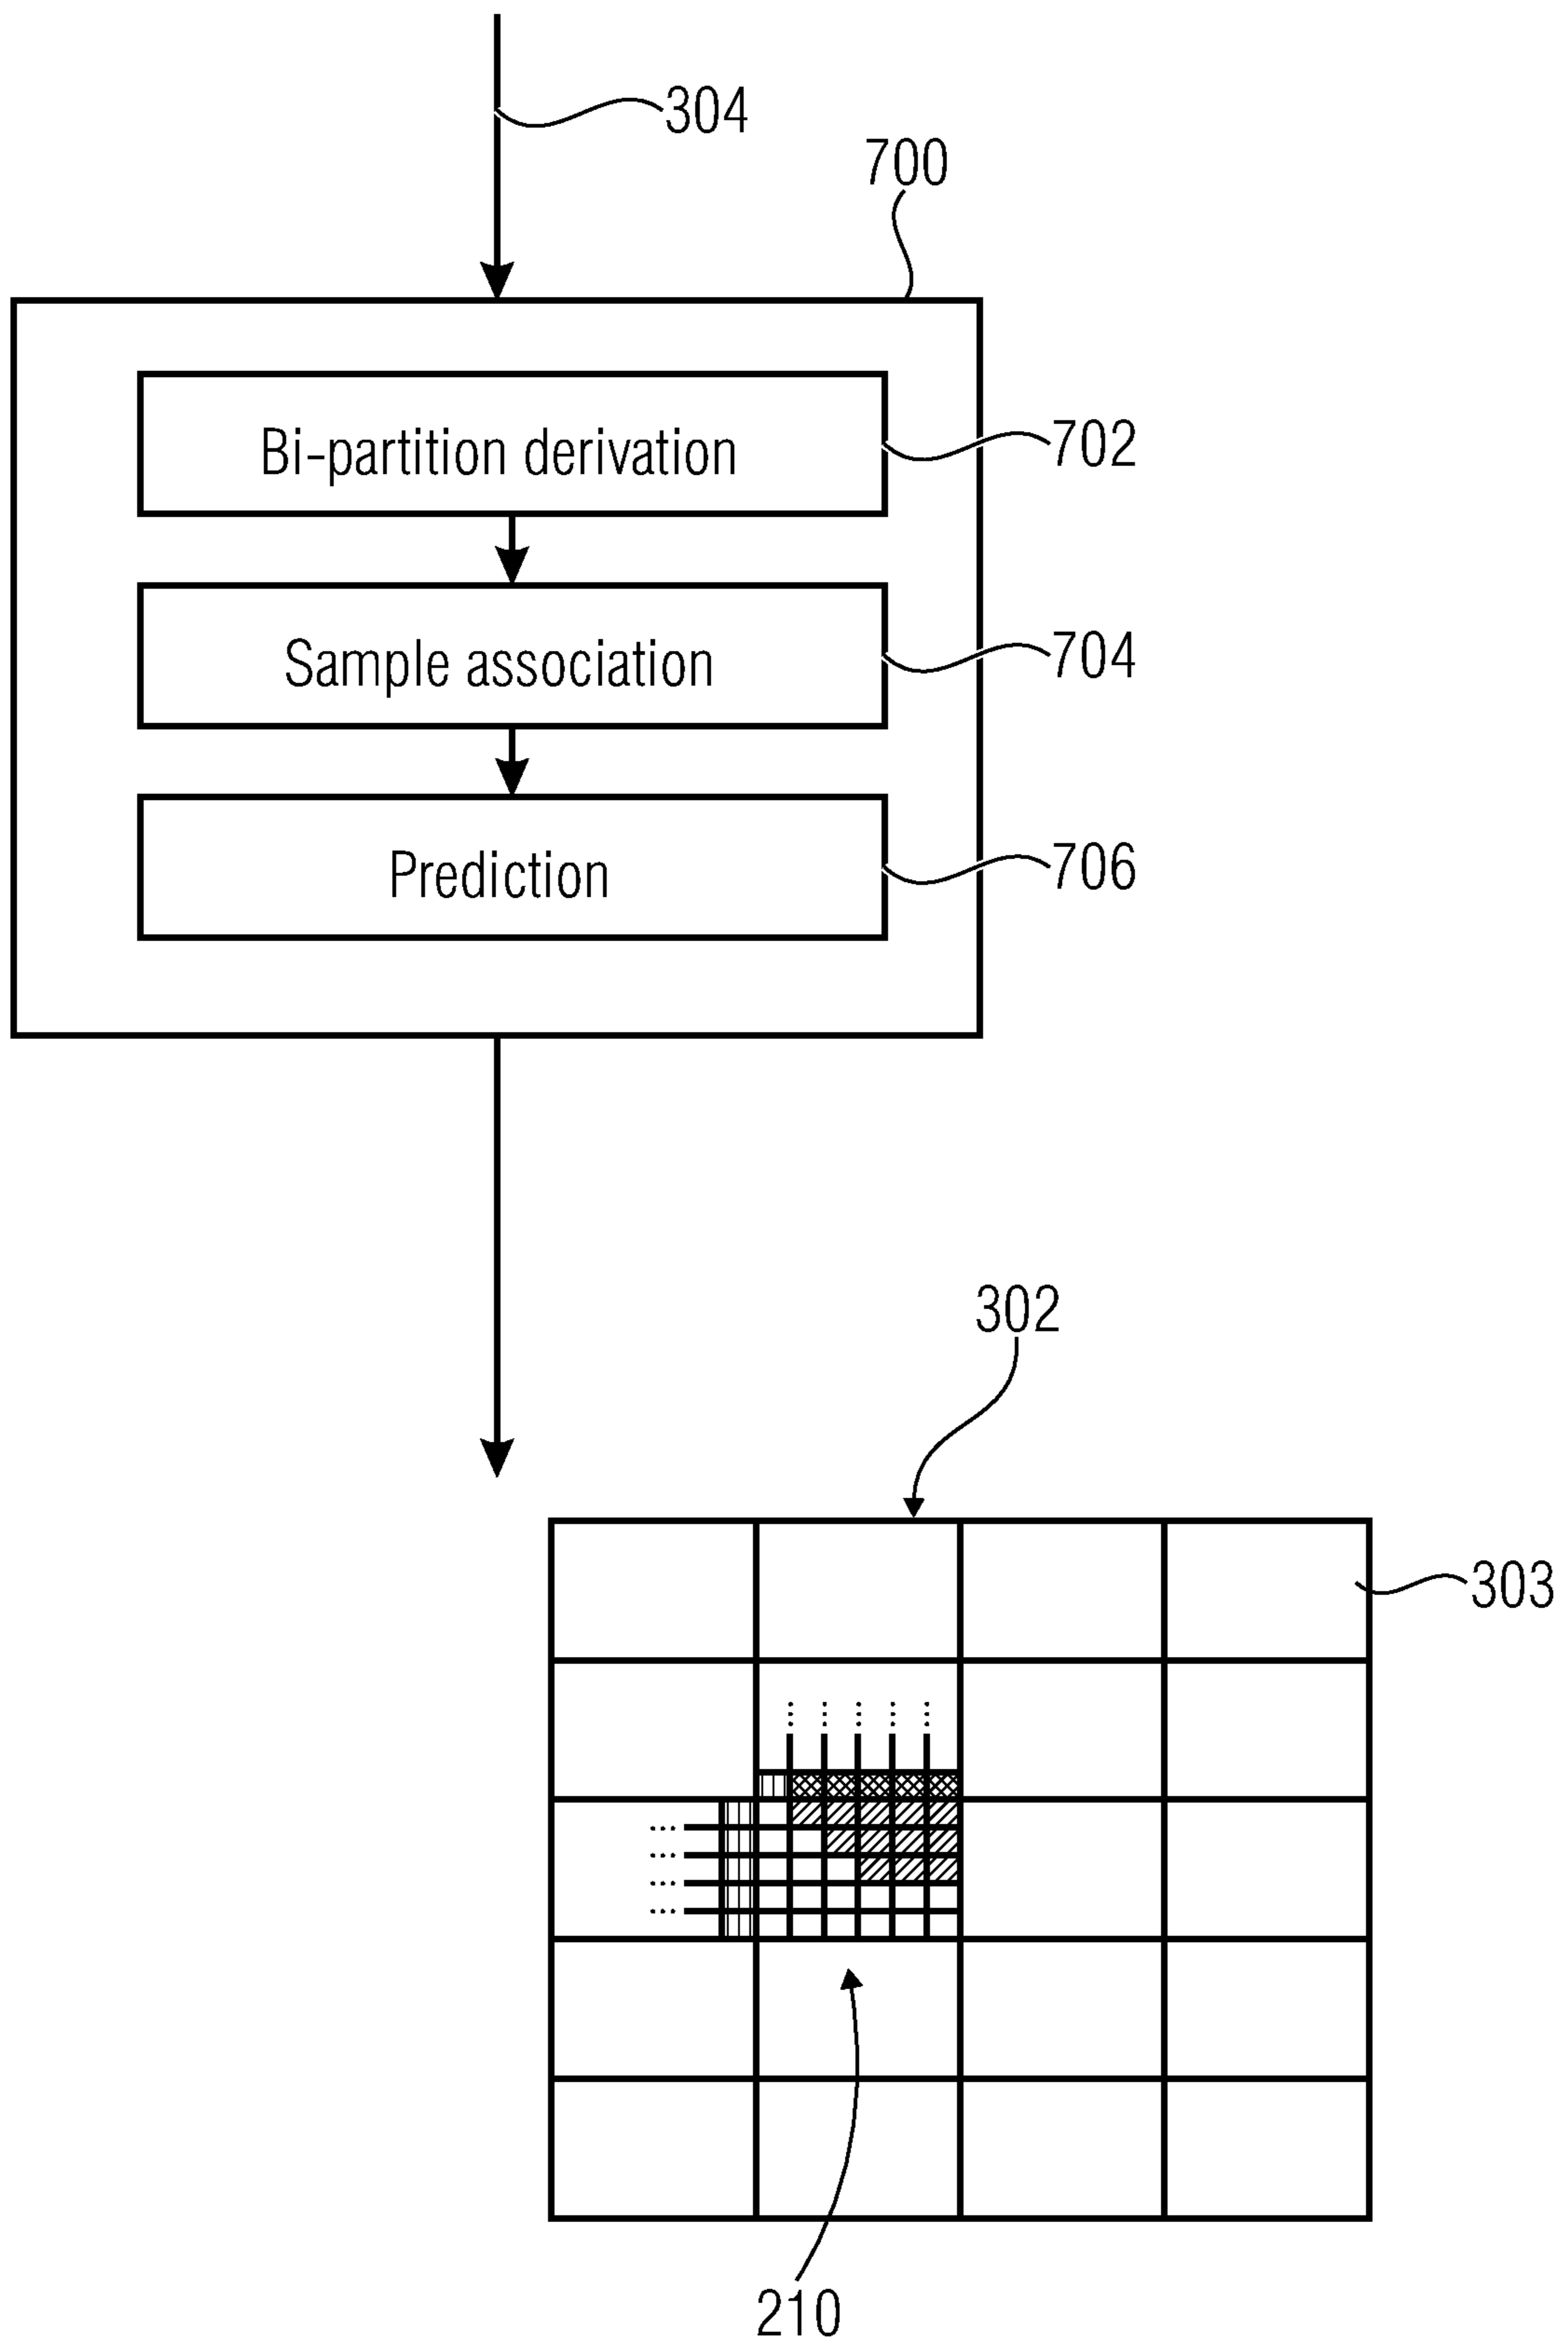 304
700
Bi-partition derivation
702
Sample association
704
Prediction
706
302
303
210